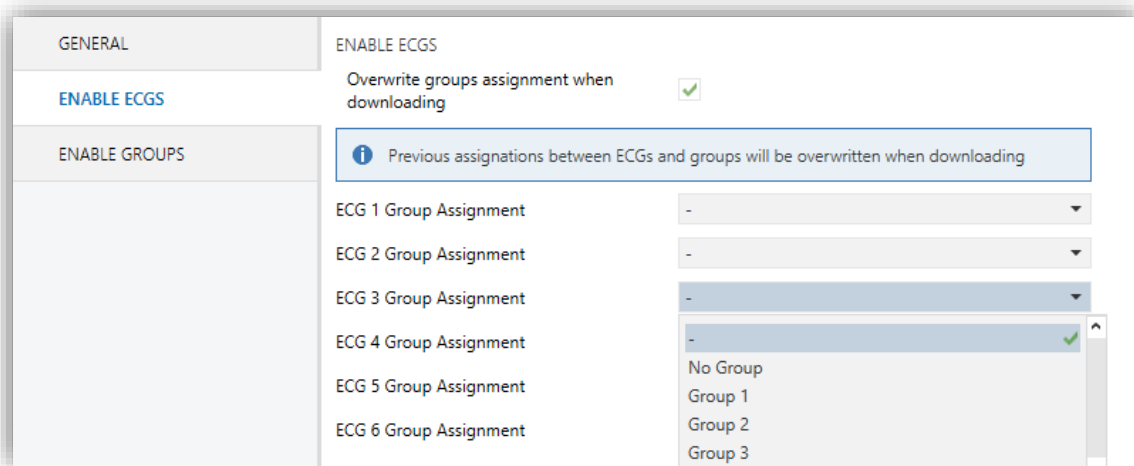 GENERAL
ENABLE ECGS
ENABLE GROUPS
ENABLE ECGS
Overwrite groups assignment when
downloading
Previous assignations between ECGs and groups will be overwritten when downloading
ECG 1 Group Assignment
-
ECG 2 Group Assignment
-
ECG 3 Group Assignment
-
ECG 4 Group Assignment
ECG 5 Group Assignment
ECG 6 Group Assignment
-
No Group
Group 1
Group 2
Group 3